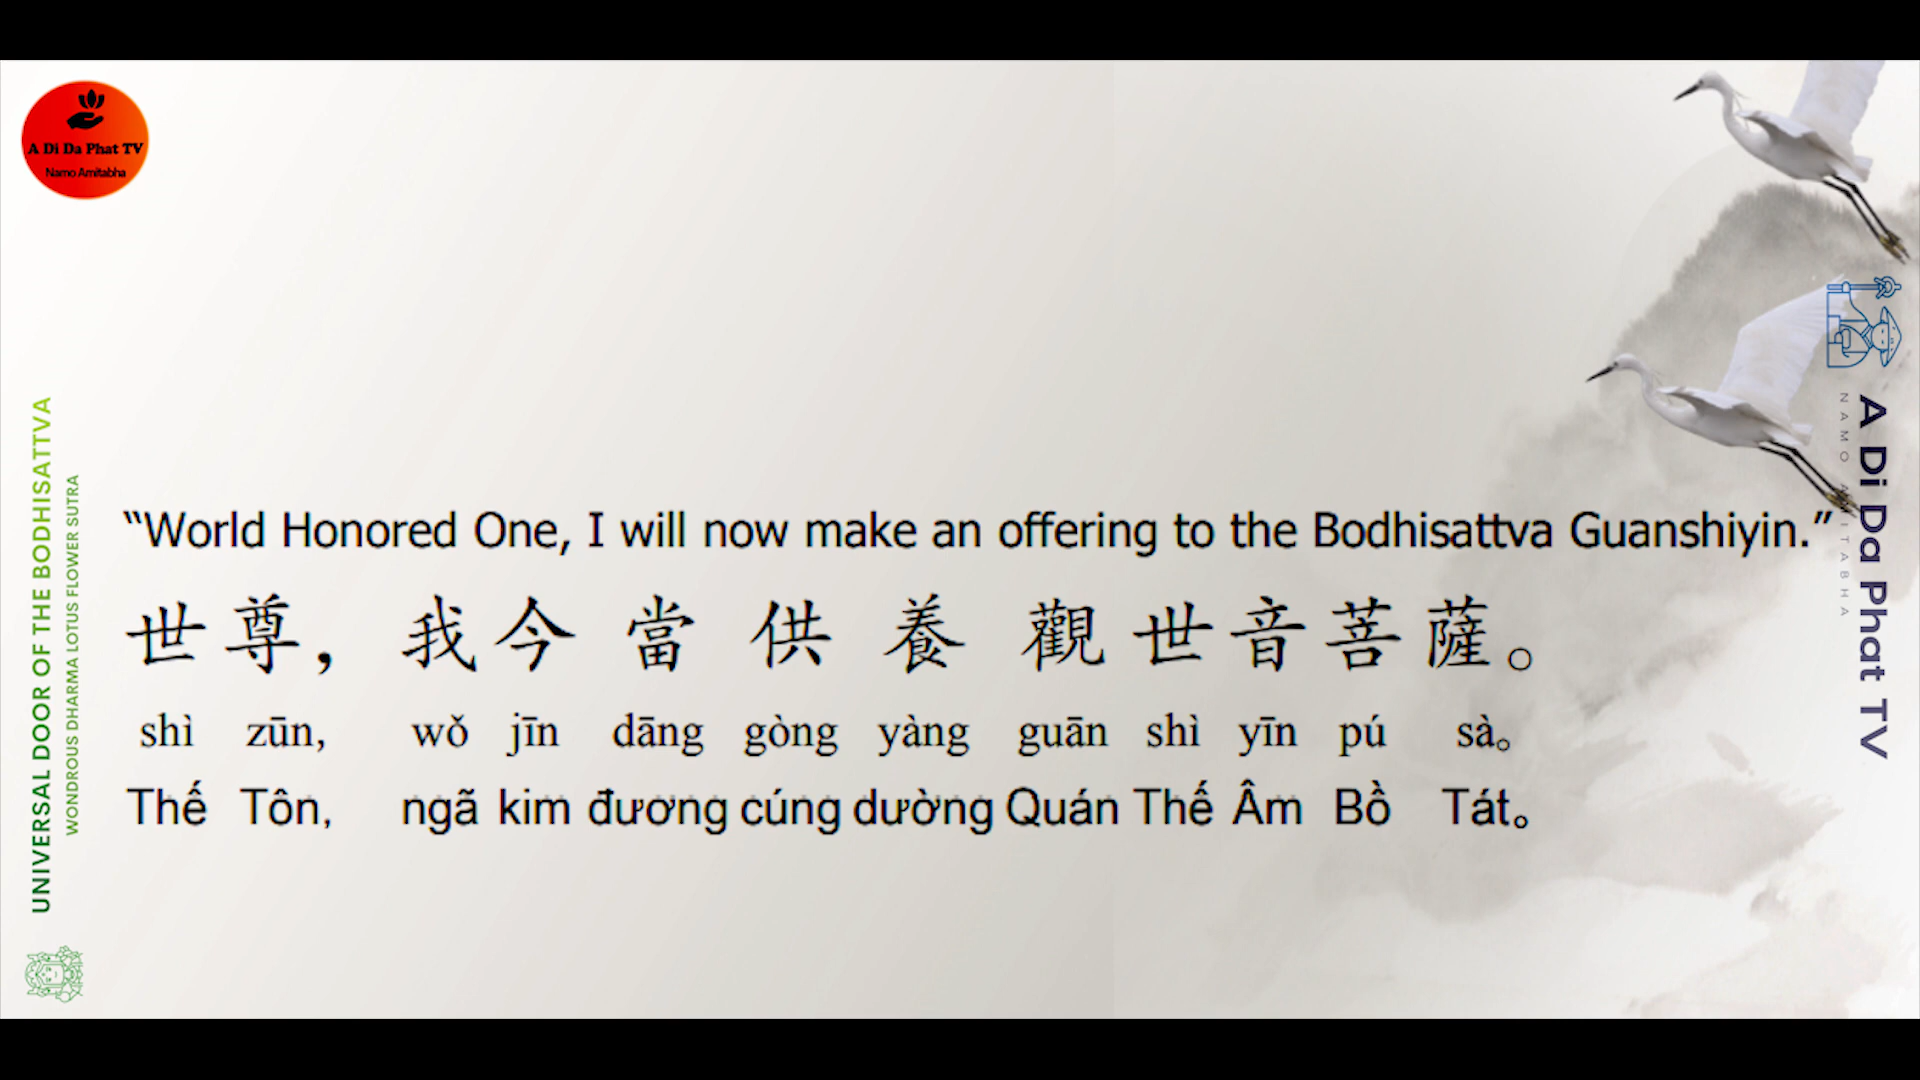 A Di Da Phat TV
Namo Amitabha
UNIVERSAL DOOR OF THE BODHISATTVA
WONDROUS DHARMA LOTUS FLOWER SUTRA
“World Honored One, I will now make an offering to the Bodhisattva Guanshiyin.”
世尊，我今當供養觀世音菩薩。
shì zūn, wǒ jīn dāng gòng yàng guān shì yīn pú sà。
Thế Tôn, ngã kim đương cúng dường Quán Thế Âm Bồ Tát。
A Di Da Phat TV
NAMO AMITABHA